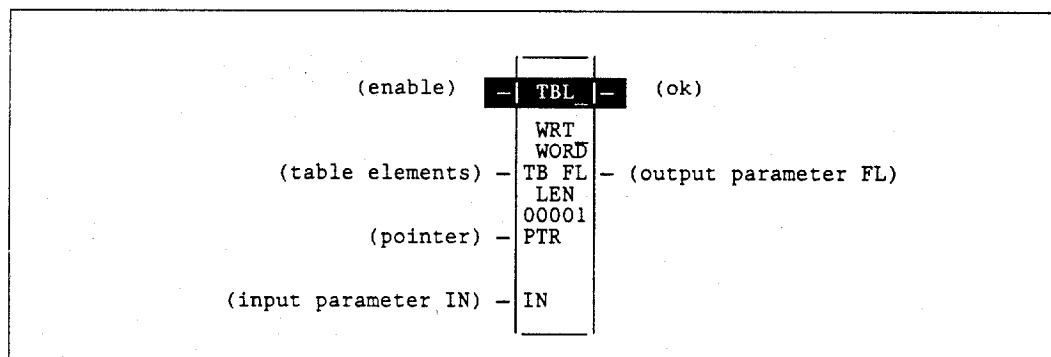 (enable) TBL_ (ok)
WRT_
WORD
(table elements) TB FL (output parameter FL)
LEN
00001
(pointer) PTR
(input parameter IN) IN